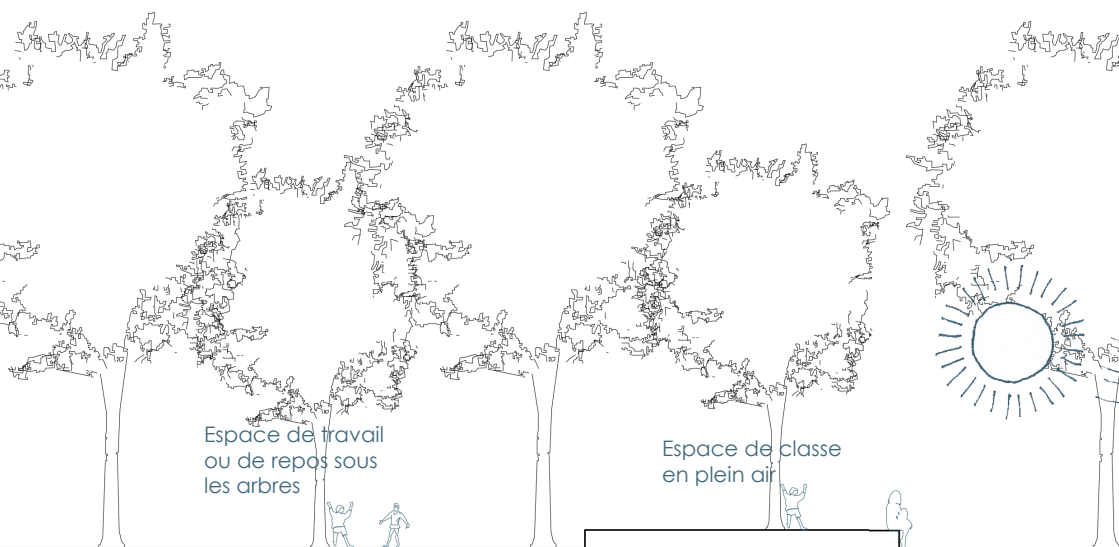 Espace de travail
ou de repos sous
les arbres
Espace de classe
en plein air